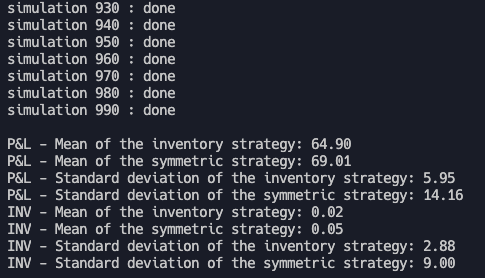 simulation 930 : done
simulation 940 : done
simulation 950 : done
simulation 960 : done
simulation 970 : done
simulation 980 : done
simulation 990 : done
P&L - Mean of the inventory strategy: 64.90
P&L - Mean of the symmetric strategy: 69.01
P&L - Standard deviation of the inventory strategy: 5.95
P&L - Standard deviation of the symmetric strategy: 14.16
INV - Mean of the inventory strategy: 0.02
INV - Mean of the symmetric strategy: 0.05
INV - Standard deviation of the inventory strategy: 2.88
INV - Standard deviation of the symmetric strategy: 9.00